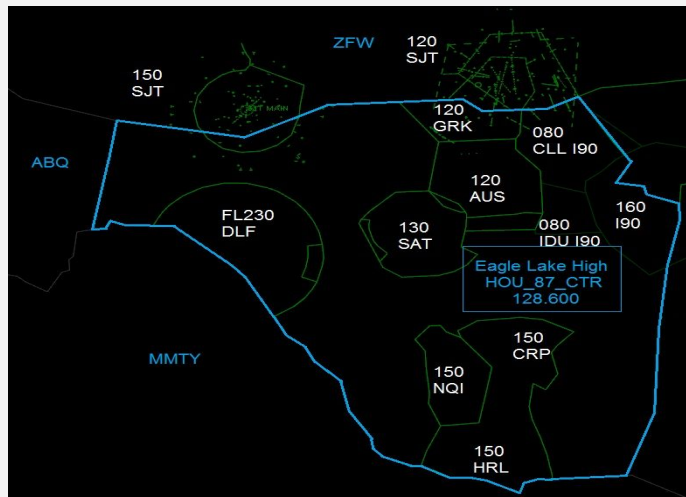 ZFW
120
SJT
150
SJT
120
GRK
080
CLL I90
ABQ
120
AUS
FL230
DLF
130
SAT
160
I90
080
IDU I90
Eagle Lake High
HOU_87_CTR
128.600
MMTY
150
CRP
150
NQI
150
HRL